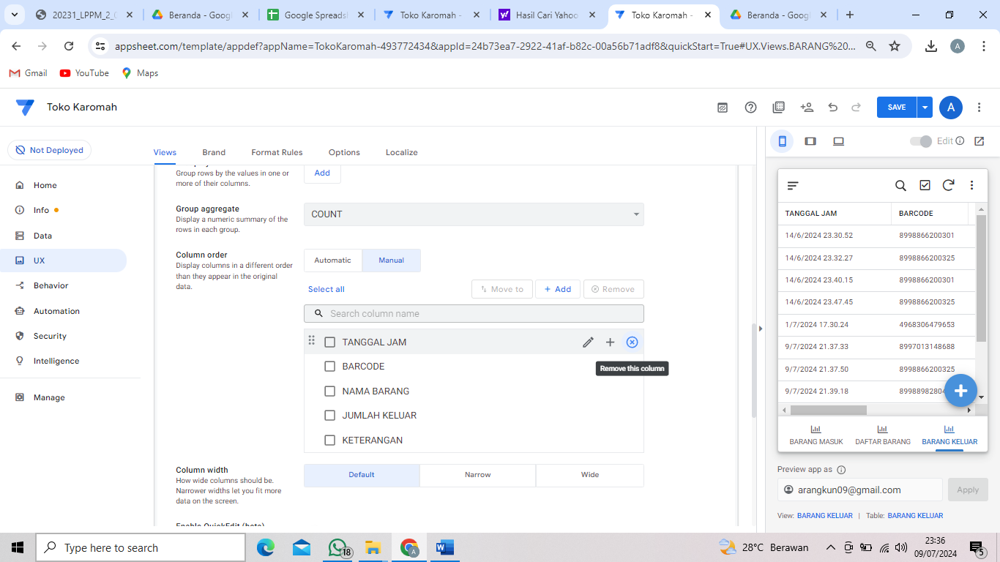 20231_LPPM_2_0
Beranda - Googl
Google Spreads
Toko Karomah -
Hasil Cari Yahoo
Toko Karomah -
Beranda - Googl
appsheet.com/template/appdef?appName=TokoKaromah-493772434&appId=24b73ea7-2922-41af-b82c-00a56b71adf8&quickStart=True#UX.Views.BARANG%20...
A
Gmail
YouTube
Maps
Toko Karomah
SAVE
A
Not Deployed
Views
Brand
Format Rules
Options
Localize
Edit
Home
Info
Data
UX
Behavior
Automation
Security
Intelligence
Manage
Group rows by the values in one or
more of their columns.
Add
Group aggregate
Display a numeric summary of the
rows in each group.
COUNT
Column order
Display columns in a different order
than they appear in the original
data.
Automatic
Manual
Select all
Move to
Add
Remove
Search column name
TANGGAL JAM
Remove this column
BARCODE
NAMA BARANG
JUMLAH KELUAR
KETERANGAN
Column width
How wide columns should be.
Narrower widths let you fit more
data on the screen.
Default
Narrow
Wide
Enable QuickEdit (beta)
TANGGAL JAM BARCODE
14/6/2024 23.30.52 8998866200301
14/6/2024 23.32.27 8998866200325
14/6/2024 23.40.15 8998866200301
14/6/2024 23.47.45 8998866200325
1/7/2024 17.30.24 4968306479653
9/7/2024 21.37.33 8997013148688
9/7/2024 21.37.50 8998866200325
9/7/2024 21.39.18
BARANG MASUK
DAFTAR BARANG
BARANG KELUAR
Preview app as
arangkun09@gmail.com
Apply
View: BARANG KELUAR | Table: BARANG KELUAR
Type here to search
18
A
28°C Berawan
23:36
09/07/2024
5